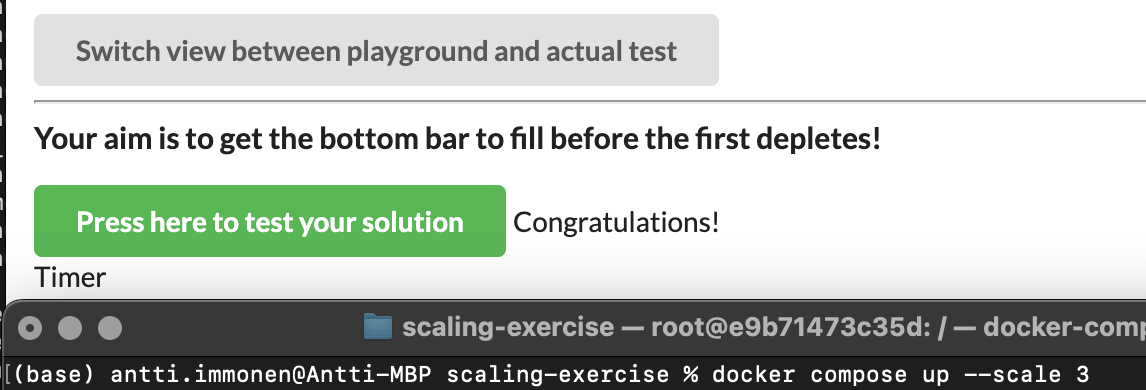 Switch view between playground and actual test
Your aim is to get the bottom bar to fill before the first depletes!
Press here to test your solution Congratulations!
Timer
scaling-exercise — root@e9b71473c35d: / — docker-comp
[(base) antti.immonen@Antti-MBP scaling-exercise % docker compose up --scale 3